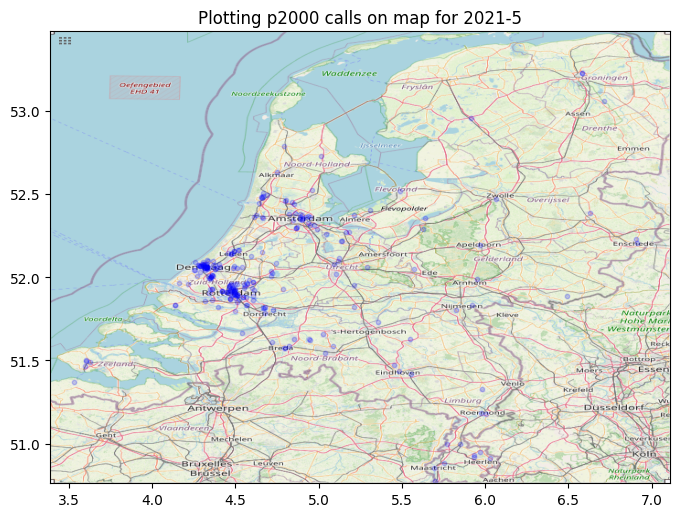 Plotting p2000 calls on map for 2021-5
Oefengebied
EHD 41
Waddenzee
Noordzeekustzone
Fryslân
Groningen
53.0
Assen
Drenthe
IJsselmeer
Emmen
Noord-Holland
Alkmaar
52.5
Flevoland
Zwolle
Overijssel
Flevopolder
Amsterdam
Almere
Leiden
Apeldoorn
Enschede
Amersfoort
Den Haag
Utrecht
Gelderland
Ede
52.0
Zuid-Holland
Arnhem
Rotterdam
Nijmegen
Dordrecht
Kleve
Naturpark
Hohe Mark
Westmünster
Voordelta
's-Hertogenbosch
51.5
Breda
Zeeland
Noord-Brabant
Bottrop
Essen
Eindhoven
Moers
Venlo
Krefeld
Limburg
Düsseldorf
Antwerpen
Roermond
51.0
Gent
Vlaanderen
Mechelen
Leverkusen
Köln
Bruxelles -
Brussel
Leuven
Maastricht
Heerlen
Aachen
Naturpark
Rheinland
3.5 4.0 4.5 5.0 5.5 6.0 6.5 7.0